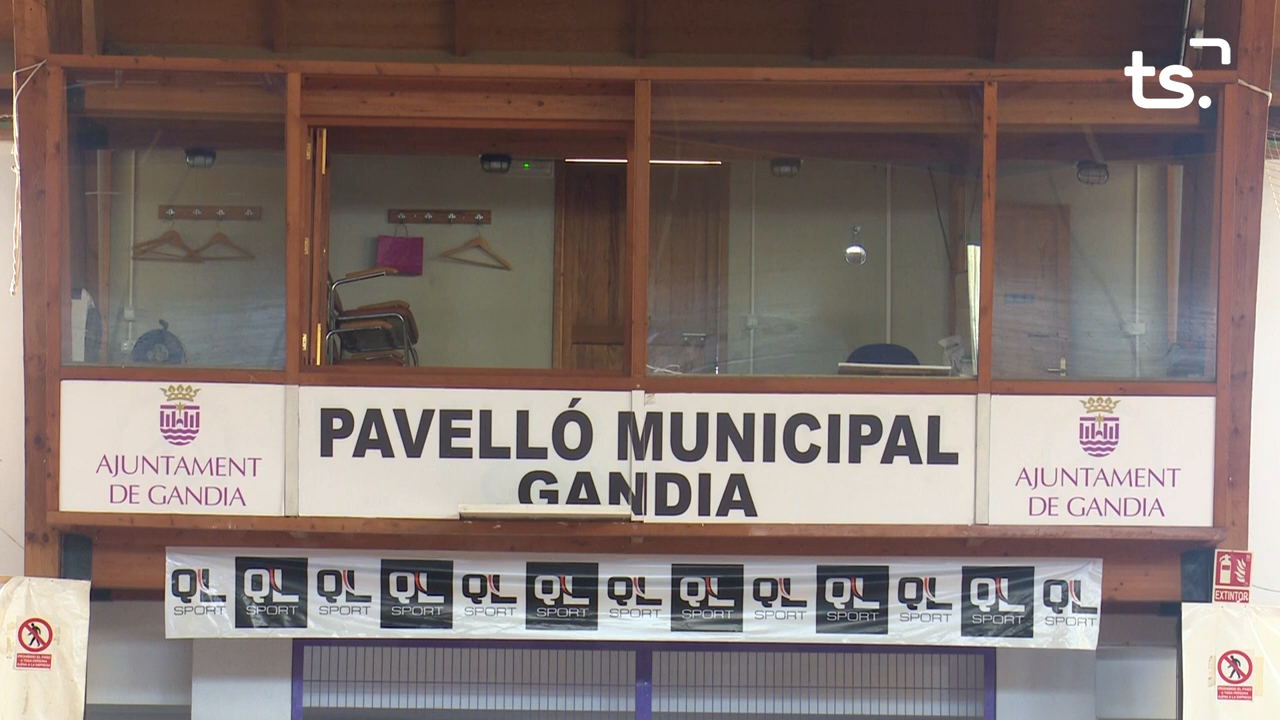 ts.
AJUNTAMENT
DE GANDIA
PAVELLÓ MUNICIPAL
GANDIA
AJUNTAMENT
DE GANDIA
QL SPORT QL SPORT QL SPORT QL SPORT QL SPORT QL SPORT QL SPORT QL SPORT QL SPORT QL SPORT QL SPORT QL SPORT QL SPORT
EXTINTOR